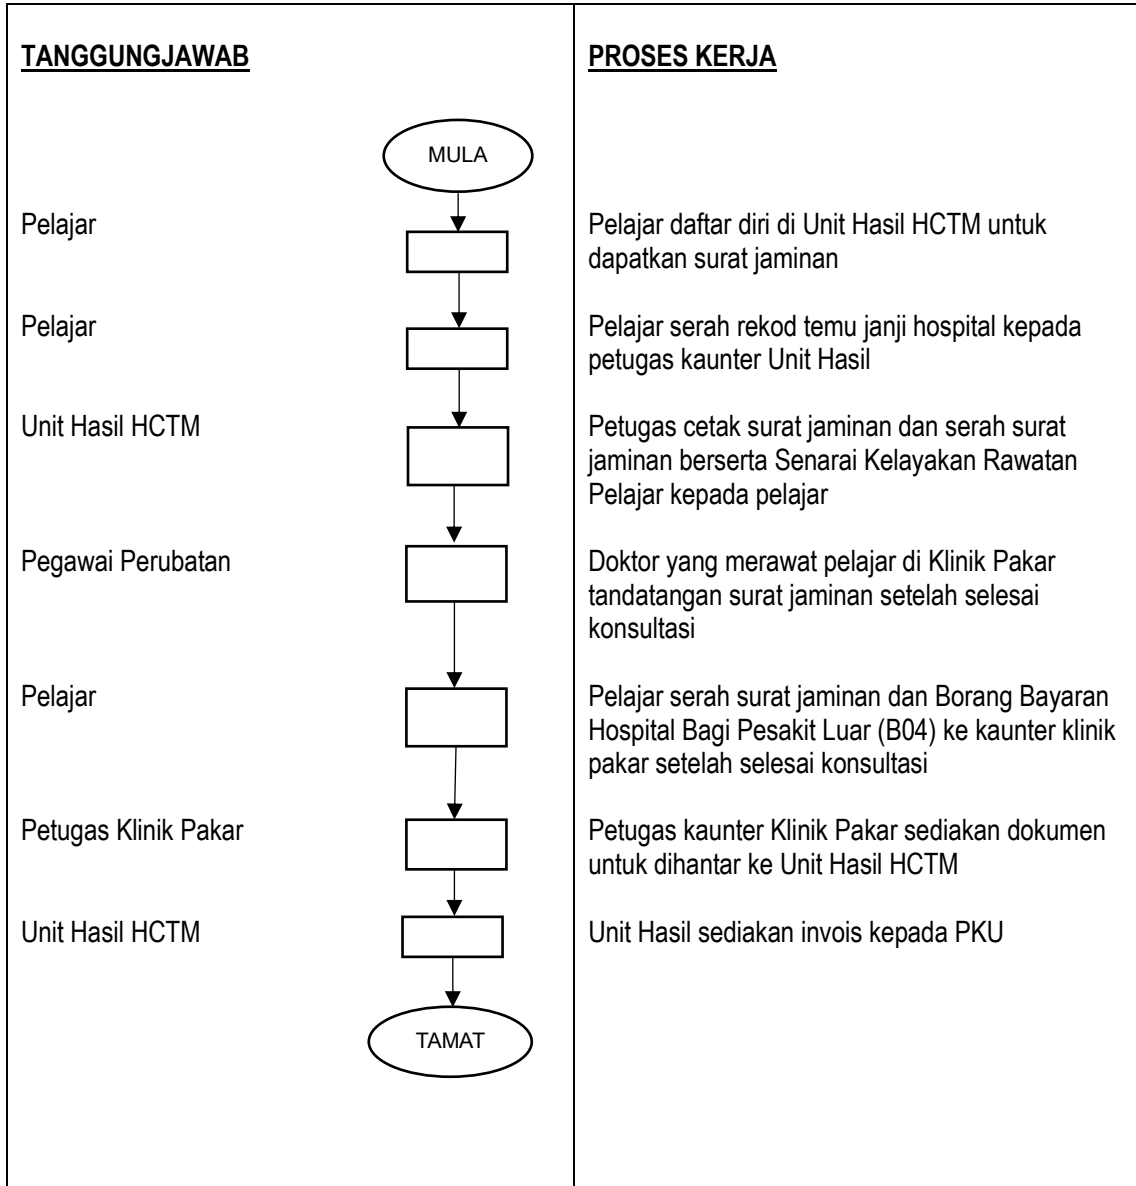 TANGGUNGJAWAB
PROSES KERJA
MULA
Pelajar
Pelajar daftar diri di Unit Hasil HCTM untuk
dapatkan surat jaminan
Pelajar
Pelajar serah rekod temu janji hospital kepada
petugas kaunter Unit Hasil
Unit Hasil HCTM
Petugas cetak surat jaminan dan serah surat
jaminan berserta Senarai Kelayakan Rawatan
Pelajar kepada pelajar
Pegawai Perubatan
Doktor yang merawat pelajar di Klinik Pakar
tandatangan surat jaminan setelah selesai
konsultasi
Pelajar
Pelajar serah surat jaminan dan Borang Bayaran
Hospital Bagi Pesakit Luar (B04) ke kaunter klinik
pakar setelah selesai konsultasi
Petugas Klinik Pakar
Petugas kaunter Klinik Pakar sediakan dokumen
untuk dihantar ke Unit Hasil HCTM
Unit Hasil HCTM
Unit Hasil sediakan invois kepada PKU
TAMAT